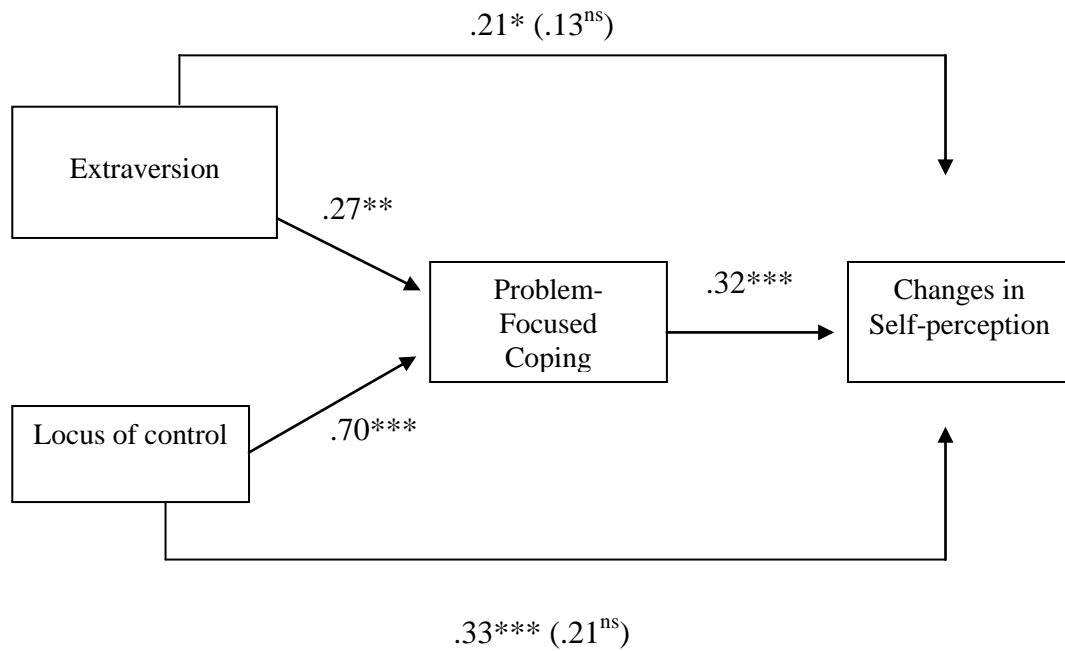 .21* (.13ns)
Extraversion
.27**
Problem-
Focused
Coping
.32***
Changes in
Self-perception
Locus of control
.70***
.33*** (.21ns)